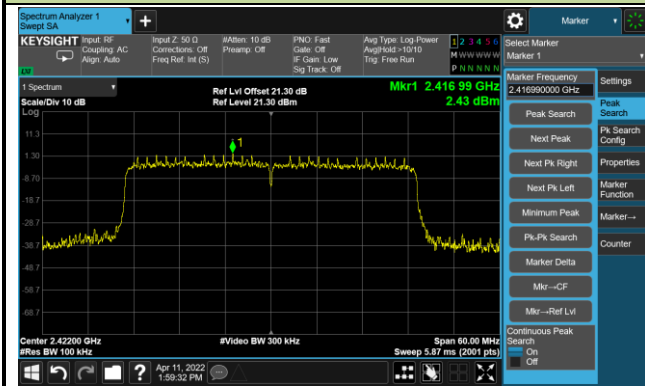 Spectrum Analyzer 1
Swept SA
Marker
KEYSIGHT
Input: RF
Coupling: AC
Align: Auto
Input Z: 50 Ω
Corrections: Off
Freq Ref: Int (S)
#Atten: 10 dB
Preamp: Off
PNO: Fast
Gate: Off
IF Gain: Low
Sig Track: Off
Avg Type: Log-Power
Avg|Hold:>10/10
Trig: Free Run
1 2 3 4 5 6
M W W W W W
P N N N N N
Select Marker
Marker 1
1 Spectrum
Scale/Div 10 dB
Log
Ref Lvl Offset 21.30 dB
Ref Level 21.30 dBm
Mkr1 2.416 99 GHz
2.43 dBm
11.3
1.30
-8.70
-18.7
-28.7
-38.7
-48.7
-58.7
-68.7
1
Center 2.42200 GHz
#Res BW 100 kHz
#Video BW 300 kHz
Span 60.00 MHz
Sweep 5.87 ms (2001 pts)
Marker Frequency
2.416990000 GHz
Peak Search
Next Peak
Next Pk Right
Next Pk Left
Minimum Peak
Pk-Pk Search
Marker Delta
Mkr→CF
Mkr→Ref Lvl
Continuous Peak
Search
On
Off
Settings
Peak
Search
Pk Search
Config
Properties
Marker
Function
Marker→
Counter
Apr 11, 2022
1:59:32 PM